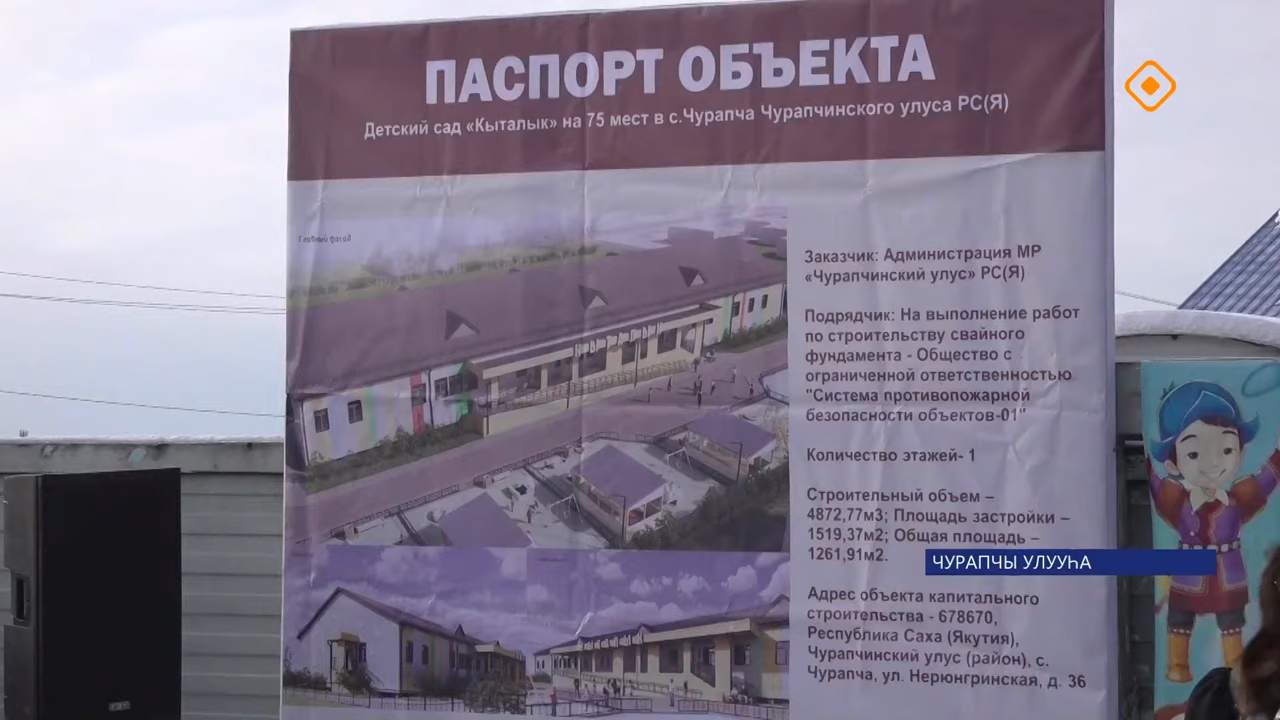 ПАСПОРТ ОБЪЕКТА
Детский сад «Кыталык» на 75 мест в с.Чурапча Чурапчинского улуса РС(Я)
Главный фасад
Заказчик: Администрация МР
«Чурапчинский улус» РС(Я)
Подрядчик: На выполнение работ
по строительству свайного
фундамента - Общество с
ограниченной ответственностью
"Система противопожарной
безопасности объектов-01"
Количество этажей- 1
Строительный объем –
4872,77м3; Площадь застройки –
1519,37м2; Общая площадь –
1261,91м2.
ЧУРАПЧЫ УЛУУҺА
Адрес объекта капитального
строительства - 678670,
Республика Саха (Якутия),
Чурапчинский улус (район), с.
Чурапча, ул. Нерюнгринская, д. 36